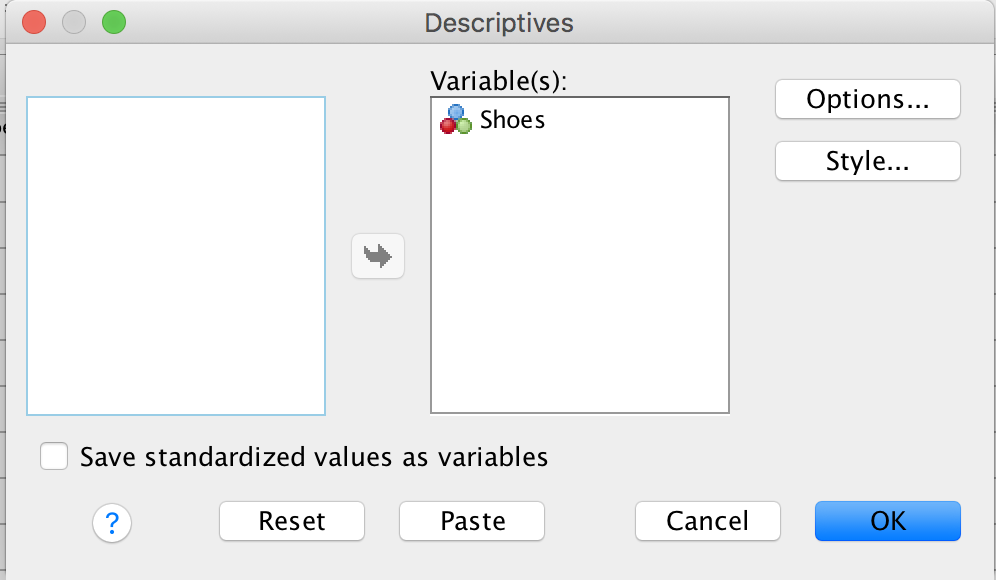 Descriptives
Variable(s):
Shoes
Options...
Style...
Save standardized values as variables
?
Reset
Paste
Cancel
OK